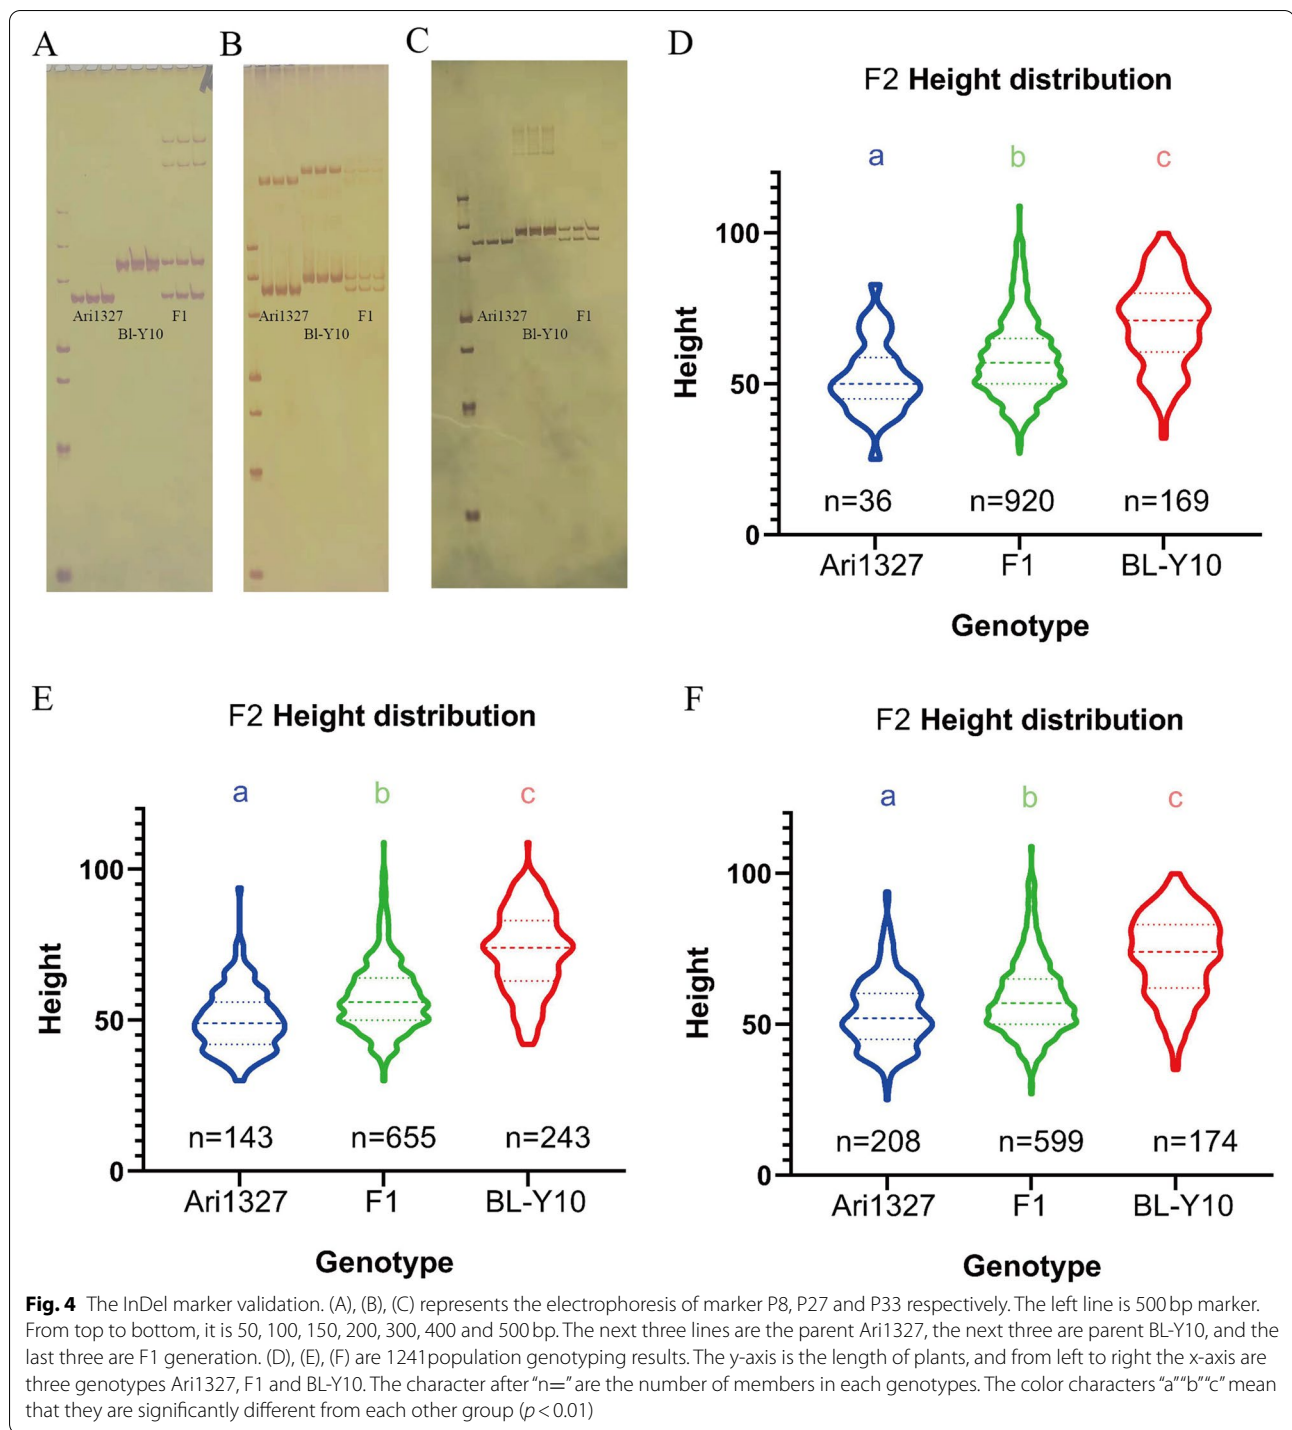 A
B
C
D
Ari1327
Bl-Y10
F1
Ari1327
Bl-Y10
F1
Ari1327
Bl-Y10
F1
F2 Height distribution
a
b
c
100
50
0
Height
n=36
n=920
n=169
Ari1327
F1
BL-Y10
Genotype
E
F2 Height distribution
a
b
c
100
50
0
Height
n=143
n=655
n=243
Ari1327
F1
BL-Y10
Genotype
F
F2 Height distribution
a
b
c
100
50
0
Height
n=208
n=599
n=174
Ari1327
F1
BL-Y10
Genotype
Fig. 4 The InDel marker validation. (A), (B), (C) represents the electrophoresis of marker P8, P27 and P33 respectively. The left line is 500 bp marker.
From top to bottom, it is 50, 100, 150, 200, 300, 400 and 500 bp. The next three lines are the parent Ari1327, the next three are parent BL-Y10, and the
last three are F1 generation. (D), (E), (F) are 1241population genotyping results. The y-axis is the length of plants, and from left to right the x-axis are
three genotypes Ari1327, F1 and BL-Y10. The character after “n=” are the number of members in each genotypes. The color characters “a”“b”“c” mean
that they are significantly different from each other group (p < 0.01)